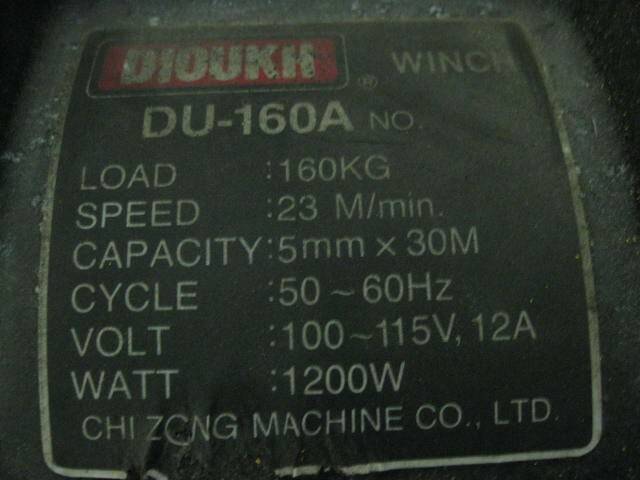 DIOUKH ® WINCH
DU-160A NO.
LOAD :160KG
SPEED :23 M/min.
CAPACITY:5mm x 30M
CYCLE :50~60Hz
VOLT :100~115V, 12A
WATT :1200W
CHI ZONG MACHINE CO., LTD.